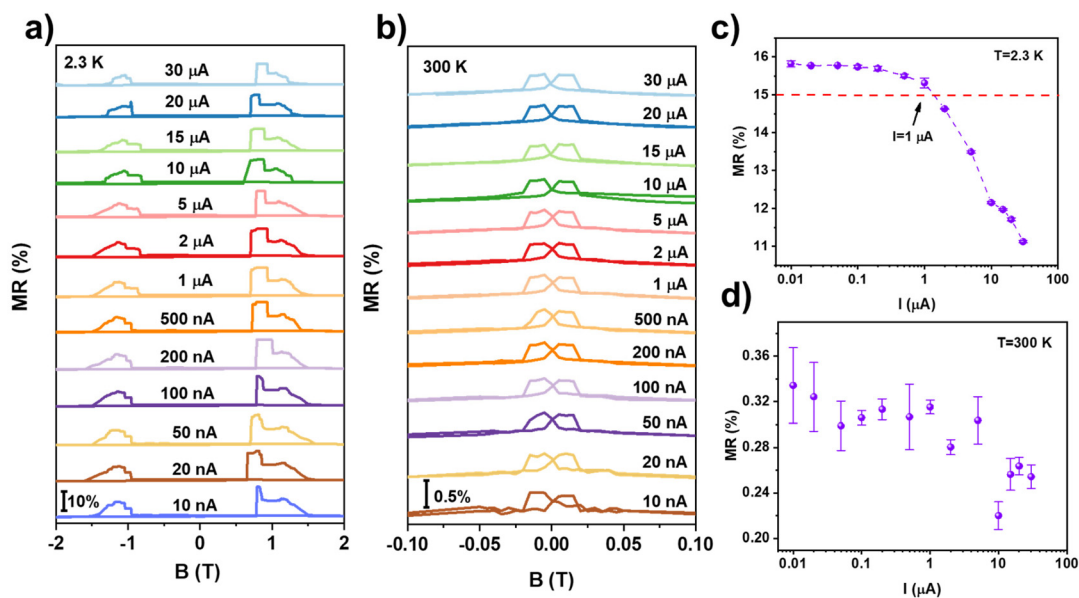 a)
2.3 K
30 μA
20 μA
15 μA
10 μA
5 μA
2 μA
1 μA
500 nA
200 nA
100 nA
50 nA
20 nA
10 nA
10%
MR (%)
-2 -1 0 1 2
B (T)
b)
300 K
30 μA
20 μA
15 μA
10 μA
5 μA
2 μA
1 μA
500 nA
200 nA
100 nA
50 nA
20 nA
10 nA
0.5%
MR (%)
-0.10 -0.05 0.00 0.05 0.10
B (T)
c)
T=2.3 K
I=1 μA
MR (%)
16
15
14
13
12
11
0.01 0.1 1 10 100
I (μA)
d)
T=300 K
MR (%)
0.36
0.32
0.28
0.24
0.20
0.01 0.1 1 10 100
I (μA)